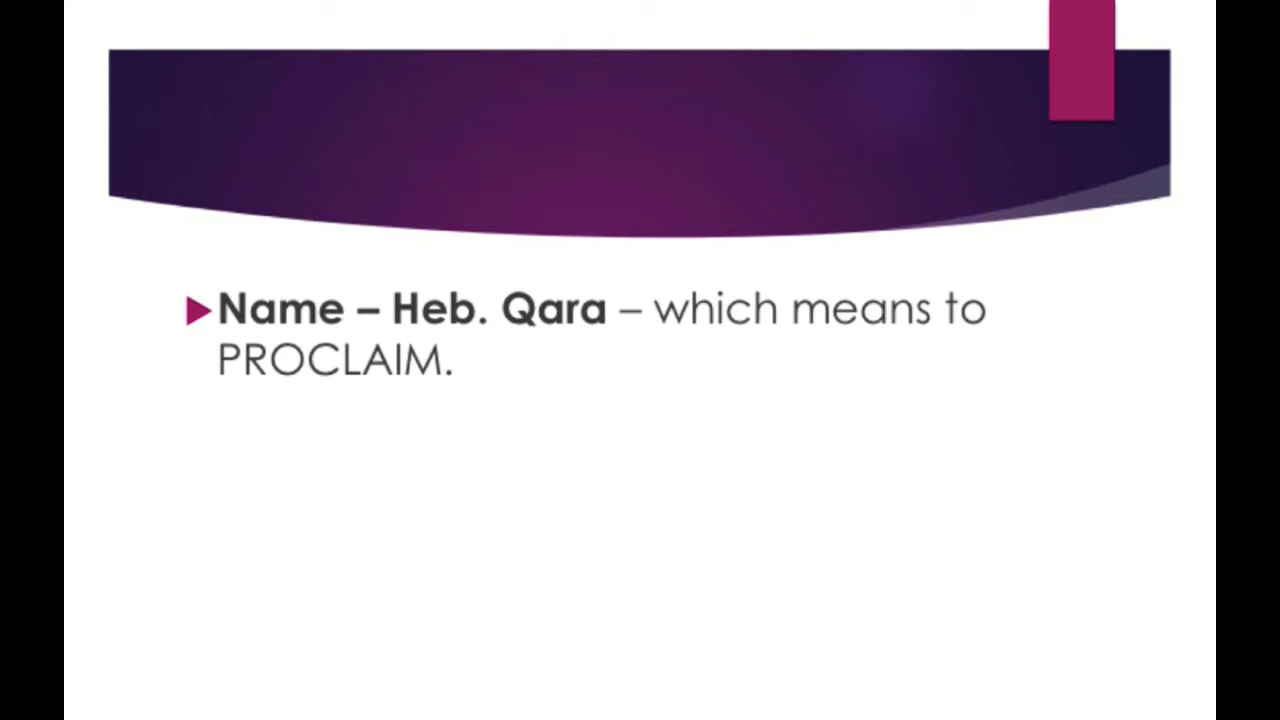 Name – Heb. Qara – which means to
PROCLAIM.